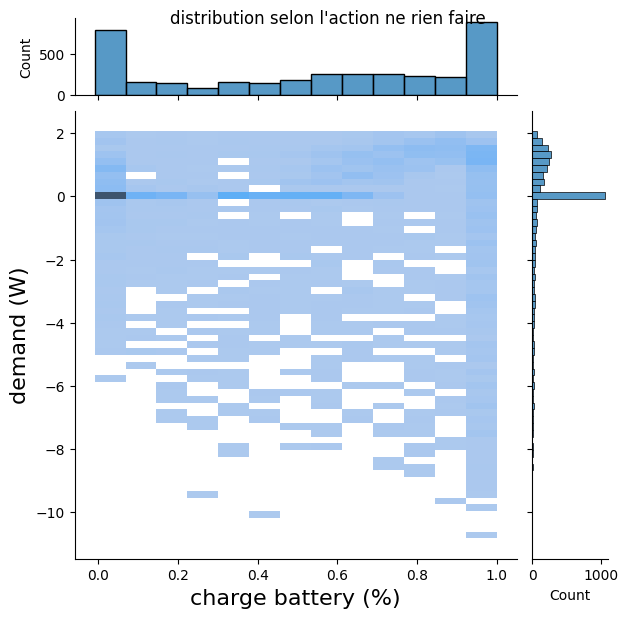 distribution selon l'action ne rien faire
Count
500
0
2
0
−2
−4
−6
−8
−10
demand (W)
0.0 0.2 0.4 0.6 0.8 1.0
charge battery (%)
0 1000
Count